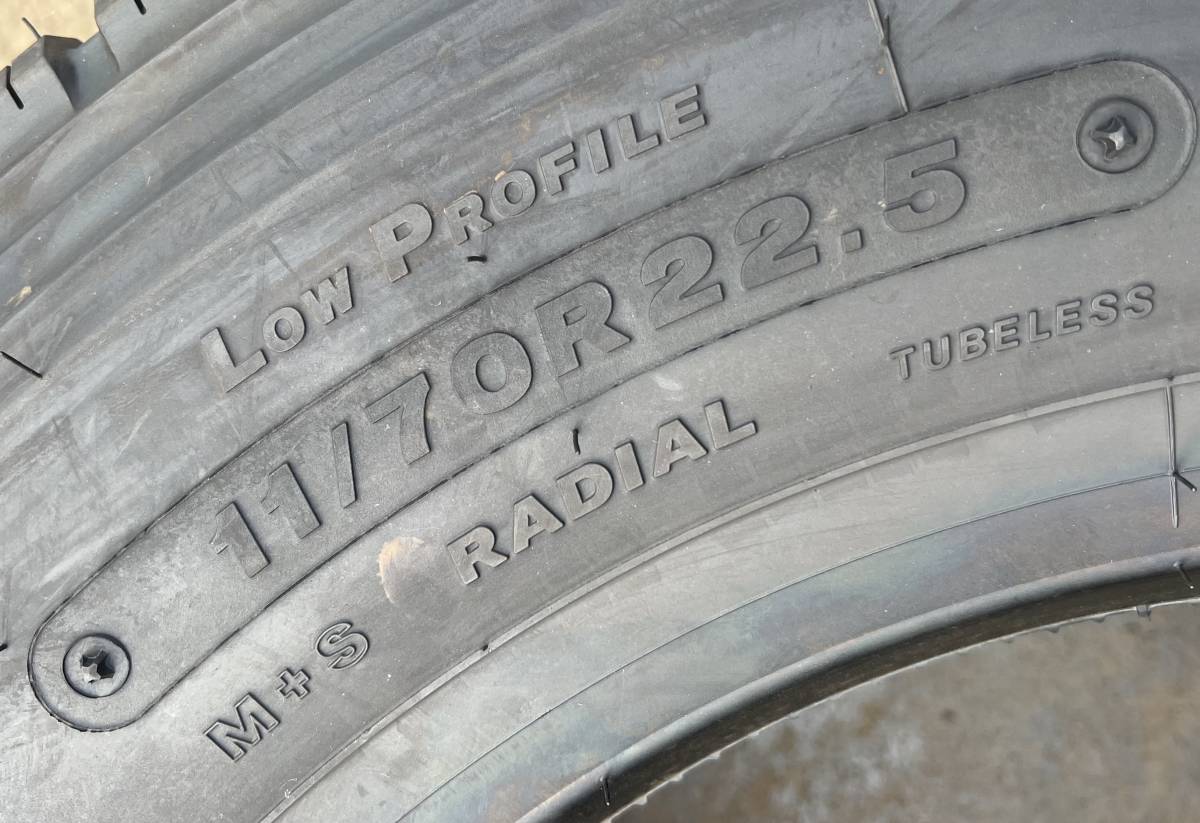 LOW PROFILE
11/70R22.5
TUBELESS
RADIAL
M+S